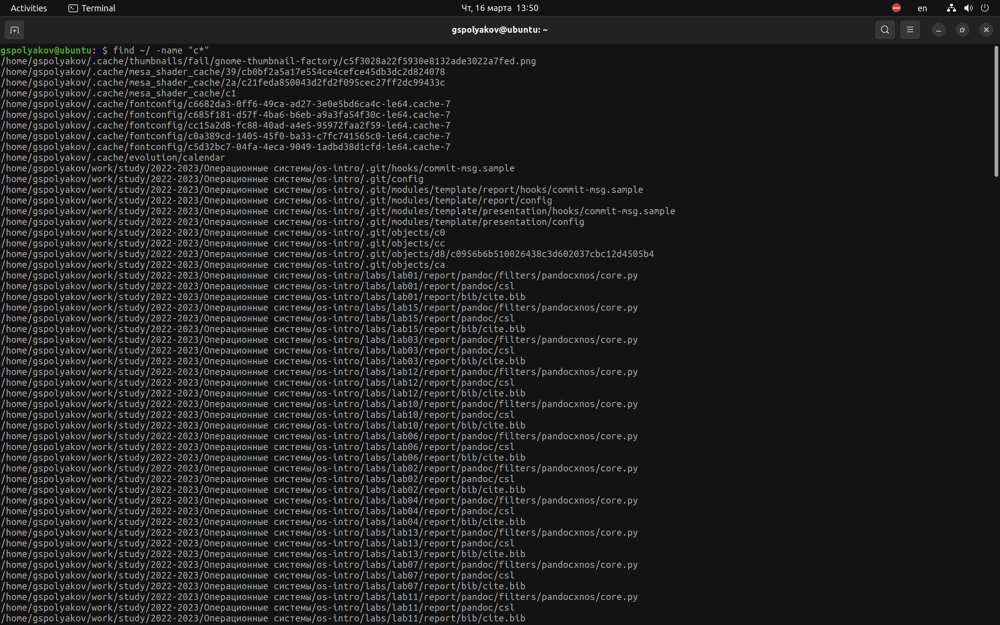 Activities Terminal Чт, 16 марта 13:50 en
gspolyakov@ubuntu: ~
gspolyakov@ubuntu:~$ find ~/ -name "c*"
/home/gspolyakov/.cache/thumbnails/fail/gnome-thumbnail-factory/c5f3028a22f5930e8132ade3022a7fed.png
/home/gspolyakov/.cache/mesa_shader_cache/39/cb0bf2a5a17e554ce4cefce45db3dc2d824078
/home/gspolyakov/.cache/mesa_shader_cache/2a/c21feda850043d2fd2f095cec27ff2dc99433c
/home/gspolyakov/.cache/mesa_shader_cache/c1
/home/gspolyakov/.cache/fontconfig/c6682da3-0ff6-49ca-ad27-3e0e5bd6ca4c-le64.cache-7
/home/gspolyakov/.cache/fontconfig/c685f181-d57f-4ba6-b6eb-a9a3fa54f30c-le64.cache-7
/home/gspolyakov/.cache/fontconfig/cc15a2d8-fc88-40ad-a4e5-95972faa2f59-le64.cache-7
/home/gspolyakov/.cache/fontconfig/c0a389cd-1405-45f0-ba33-c7fc741565c0-le64.cache-7
/home/gspolyakov/.cache/fontconfig/c5d32bc7-04fa-4eca-9049-1adbd38d1cfd-le64.cache-7
/home/gspolyakov/.cache/evolution/calendar
/home/gspolyakov/work/study/2022-2023/Операционные системы/os-intro/.git/hooks/commit-msg.sample
/home/gspolyakov/work/study/2022-2023/Операционные системы/os-intro/.git/config
/home/gspolyakov/work/study/2022-2023/Операционные системы/os-intro/.git/modules/template/report/hooks/commit-msg.sample
/home/gspolyakov/work/study/2022-2023/Операционные системы/os-intro/.git/modules/template/report/config
/home/gspolyakov/work/study/2022-2023/Операционные системы/os-intro/.git/modules/template/presentation/hooks/commit-msg.sample
/home/gspolyakov/work/study/2022-2023/Операционные системы/os-intro/.git/modules/template/presentation/config
/home/gspolyakov/work/study/2022-2023/Операционные системы/os-intro/.git/objects/c0
/home/gspolyakov/work/study/2022-2023/Операционные системы/os-intro/.git/objects/cc
/home/gspolyakov/work/study/2022-2023/Операционные системы/os-intro/.git/objects/d8/c0956b6b510026438c3d602037cbc12d4505b4
/home/gspolyakov/work/study/2022-2023/Операционные системы/os-intro/.git/objects/ca
/home/gspolyakov/work/study/2022-2023/Операционные системы/os-intro/labs/lab01/report/pandoc/filters/pandocxnos/core.py
/home/gspolyakov/work/study/2022-2023/Операционные системы/os-intro/labs/lab01/report/pandoc/csl
/home/gspolyakov/work/study/2022-2023/Операционные системы/os-intro/labs/lab01/report/bib/cite.bib
/home/gspolyakov/work/study/2022-2023/Операционные системы/os-intro/labs/lab15/report/pandoc/filters/pandocxnos/core.py
/home/gspolyakov/work/study/2022-2023/Операционные системы/os-intro/labs/lab15/report/pandoc/csl
/home/gspolyakov/work/study/2022-2023/Операционные системы/os-intro/labs/lab15/report/bib/cite.bib
/home/gspolyakov/work/study/2022-2023/Операционные системы/os-intro/labs/lab03/report/pandoc/filters/pandocxnos/core.py
/home/gspolyakov/work/study/2022-2023/Операционные системы/os-intro/labs/lab03/report/pandoc/csl
/home/gspolyakov/work/study/2022-2023/Операционные системы/os-intro/labs/lab03/report/bib/cite.bib
/home/gspolyakov/work/study/2022-2023/Операционные системы/os-intro/labs/lab12/report/pandoc/filters/pandocxnos/core.py
/home/gspolyakov/work/study/2022-2023/Операционные системы/os-intro/labs/lab12/report/pandoc/csl
/home/gspolyakov/work/study/2022-2023/Операционные системы/os-intro/labs/lab12/report/bib/cite.bib
/home/gspolyakov/work/study/2022-2023/Операционные системы/os-intro/labs/lab10/report/pandoc/filters/pandocxnos/core.py
/home/gspolyakov/work/study/2022-2023/Операционные системы/os-intro/labs/lab10/report/pandoc/csl
/home/gspolyakov/work/study/2022-2023/Операционные системы/os-intro/labs/lab10/report/bib/cite.bib
/home/gspolyakov/work/study/2022-2023/Операционные системы/os-intro/labs/lab06/report/pandoc/filters/pandocxnos/core.py
/home/gspolyakov/work/study/2022-2023/Операционные системы/os-intro/labs/lab06/report/pandoc/csl
/home/gspolyakov/work/study/2022-2023/Операционные системы/os-intro/labs/lab06/report/bib/cite.bib
/home/gspolyakov/work/study/2022-2023/Операционные системы/os-intro/labs/lab02/report/pandoc/filters/pandocxnos/core.py
/home/gspolyakov/work/study/2022-2023/Операционные системы/os-intro/labs/lab02/report/pandoc/csl
/home/gspolyakov/work/study/2022-2023/Операционные системы/os-intro/labs/lab02/report/bib/cite.bib
/home/gspolyakov/work/study/2022-2023/Операционные системы/os-intro/labs/lab04/report/pandoc/filters/pandocxnos/core.py
/home/gspolyakov/work/study/2022-2023/Операционные системы/os-intro/labs/lab04/report/pandoc/csl
/home/gspolyakov/work/study/2022-2023/Операционные системы/os-intro/labs/lab04/report/bib/cite.bib
/home/gspolyakov/work/study/2022-2023/Операционные системы/os-intro/labs/lab13/report/pandoc/filters/pandocxnos/core.py
/home/gspolyakov/work/study/2022-2023/Операционные системы/os-intro/labs/lab13/report/pandoc/csl
/home/gspolyakov/work/study/2022-2023/Операционные системы/os-intro/labs/lab13/report/bib/cite.bib
/home/gspolyakov/work/study/2022-2023/Операционные системы/os-intro/labs/lab07/report/pandoc/filters/pandocxnos/core.py
/home/gspolyakov/work/study/2022-2023/Операционные системы/os-intro/labs/lab07/report/pandoc/csl
/home/gspolyakov/work/study/2022-2023/Операционные системы/os-intro/labs/lab07/report/bib/cite.bib
/home/gspolyakov/work/study/2022-2023/Операционные системы/os-intro/labs/lab11/report/pandoc/filters/pandocxnos/core.py
/home/gspolyakov/work/study/2022-2023/Операционные системы/os-intro/labs/lab11/report/pandoc/csl
/home/gspolyakov/work/study/2022-2023/Операционные системы/os-intro/labs/lab11/report/bib/cite.bib